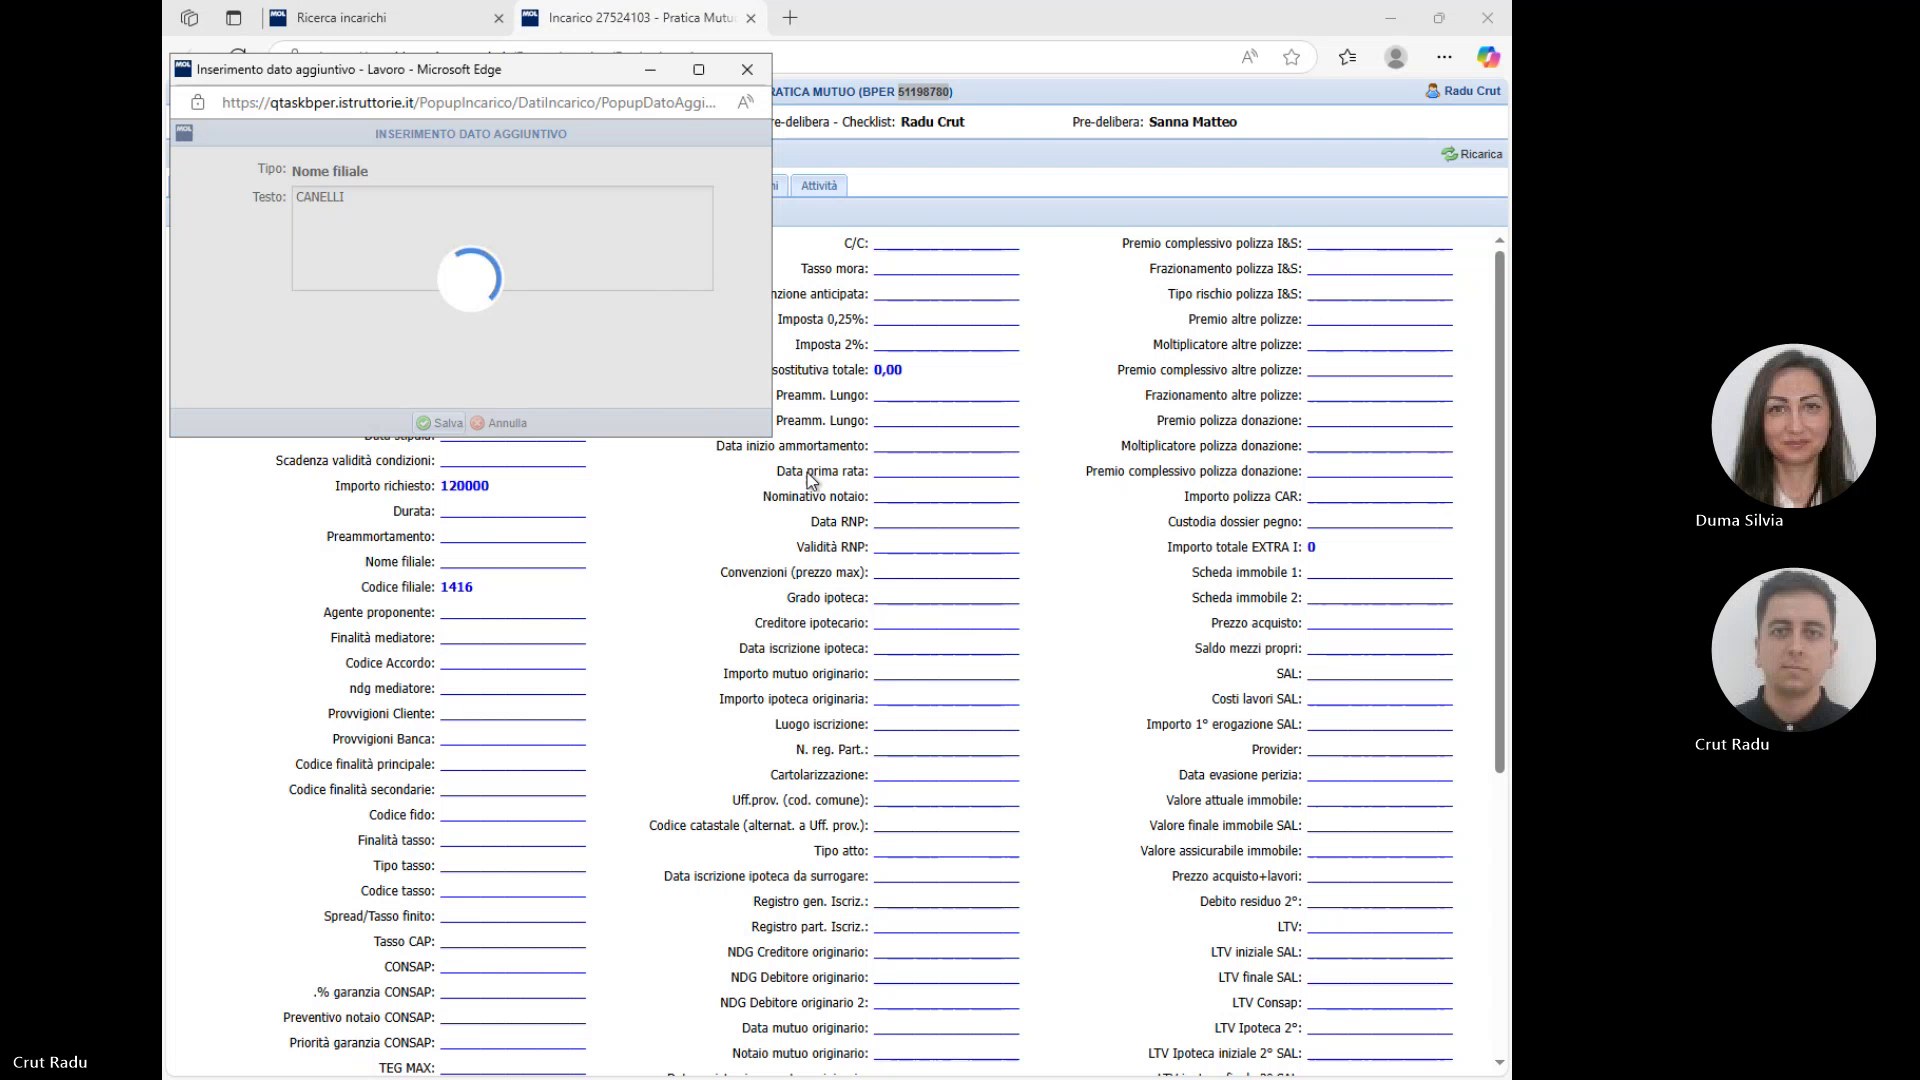 Ricerca incarichi
Incarico 27524103 - Pratica Mutu
Inserimento dato aggiuntivo - Lavoro - Microsoft Edge
https://qtaskbper.istruttorie.it/PopupIncarico/DatiIncarico/PopupDatoAggi...
INSERIMENTO DATO AGGIUNTIVO
Tipo: Nome filiale
Testo: CANELLI
Salva Annulla
RATICA MUTUO (BPER 51198780)
Radu Crut
re-delibera - Checklist: Radu Crut
Pre-delibera: Sanna Matteo
Ricarica
Attività
Scadenza validità condizioni:
Importo richiesto: 120000
Durata:
Preammortamento:
Nome filiale:
Codice filiale: 1416
Agente proponente:
Finalità mediatore:
Codice Accordo:
ndg mediatore:
Provvigioni Cliente:
Provvigioni Banca:
Codice finalità principale:
Codice finalità secondarie:
Codice fido:
Finalità tasso:
Tipo tasso:
Codice tasso:
Spread/Tasso finito:
Tasso CAP:
CONSAP:
.% garanzia CONSAP:
Preventivo notaio CONSAP:
Priorità garanzia CONSAP:
TEG MAX:
C/C:
Tasso mora:
nzione anticipata:
Imposta 0,25%:
Imposta 2%:
sostitutiva totale: 0,00
Preamm. Lungo:
Preamm. Lungo:
Data inizio ammortamento:
Data prima rata:
Nominativo notaio:
Data RNP:
Validità RNP:
Convenzioni (prezzo max):
Grado ipoteca:
Creditore ipotecario:
Data iscrizione ipoteca:
Importo mutuo originario:
Importo ipoteca originaria:
Luogo iscrizione:
N. reg. Part.:
Cartolarizzazione:
Uff.prov. (cod. comune):
Codice catastale (alternat. a Uff. prov.):
Tipo atto:
Data iscrizione ipoteca da surrogare:
Registro gen. Iscriz.:
Registro part. Iscriz.:
NDG Creditore originario:
NDG Debitore originario:
NDG Debitore originario 2:
Data mutuo originario:
Notaio mutuo originario:
Premio complessivo polizza I&S:
Frazionamento polizza I&S:
Tipo rischio polizza I&S:
Premio altre polizze:
Moltiplicatore altre polizze:
Premio complessivo altre polizze:
Frazionamento altre polizze:
Premio polizza donazione:
Moltiplicatore polizza donazione:
Premio complessivo polizza donazione:
Importo polizza CAR:
Custodia dossier pegno:
Importo totale EXTRA I: 0
Scheda immobile 1:
Scheda immobile 2:
Prezzo acquisto:
Saldo mezzi propri:
SAL:
Costi lavori SAL:
Importo 1° erogazione SAL:
Provider:
Data evasione perizia:
Valore attuale immobile:
Valore finale immobile SAL:
Valore assicurabile immobile:
Prezzo acquisto+lavori:
Debito residuo 2°:
LTV:
LTV iniziale SAL:
LTV finale SAL:
LTV Consap:
LTV Ipoteca 2°:
LTV Ipoteca iniziale 2° SAL:
Duma Silvia
Crut Radu
Crut Radu